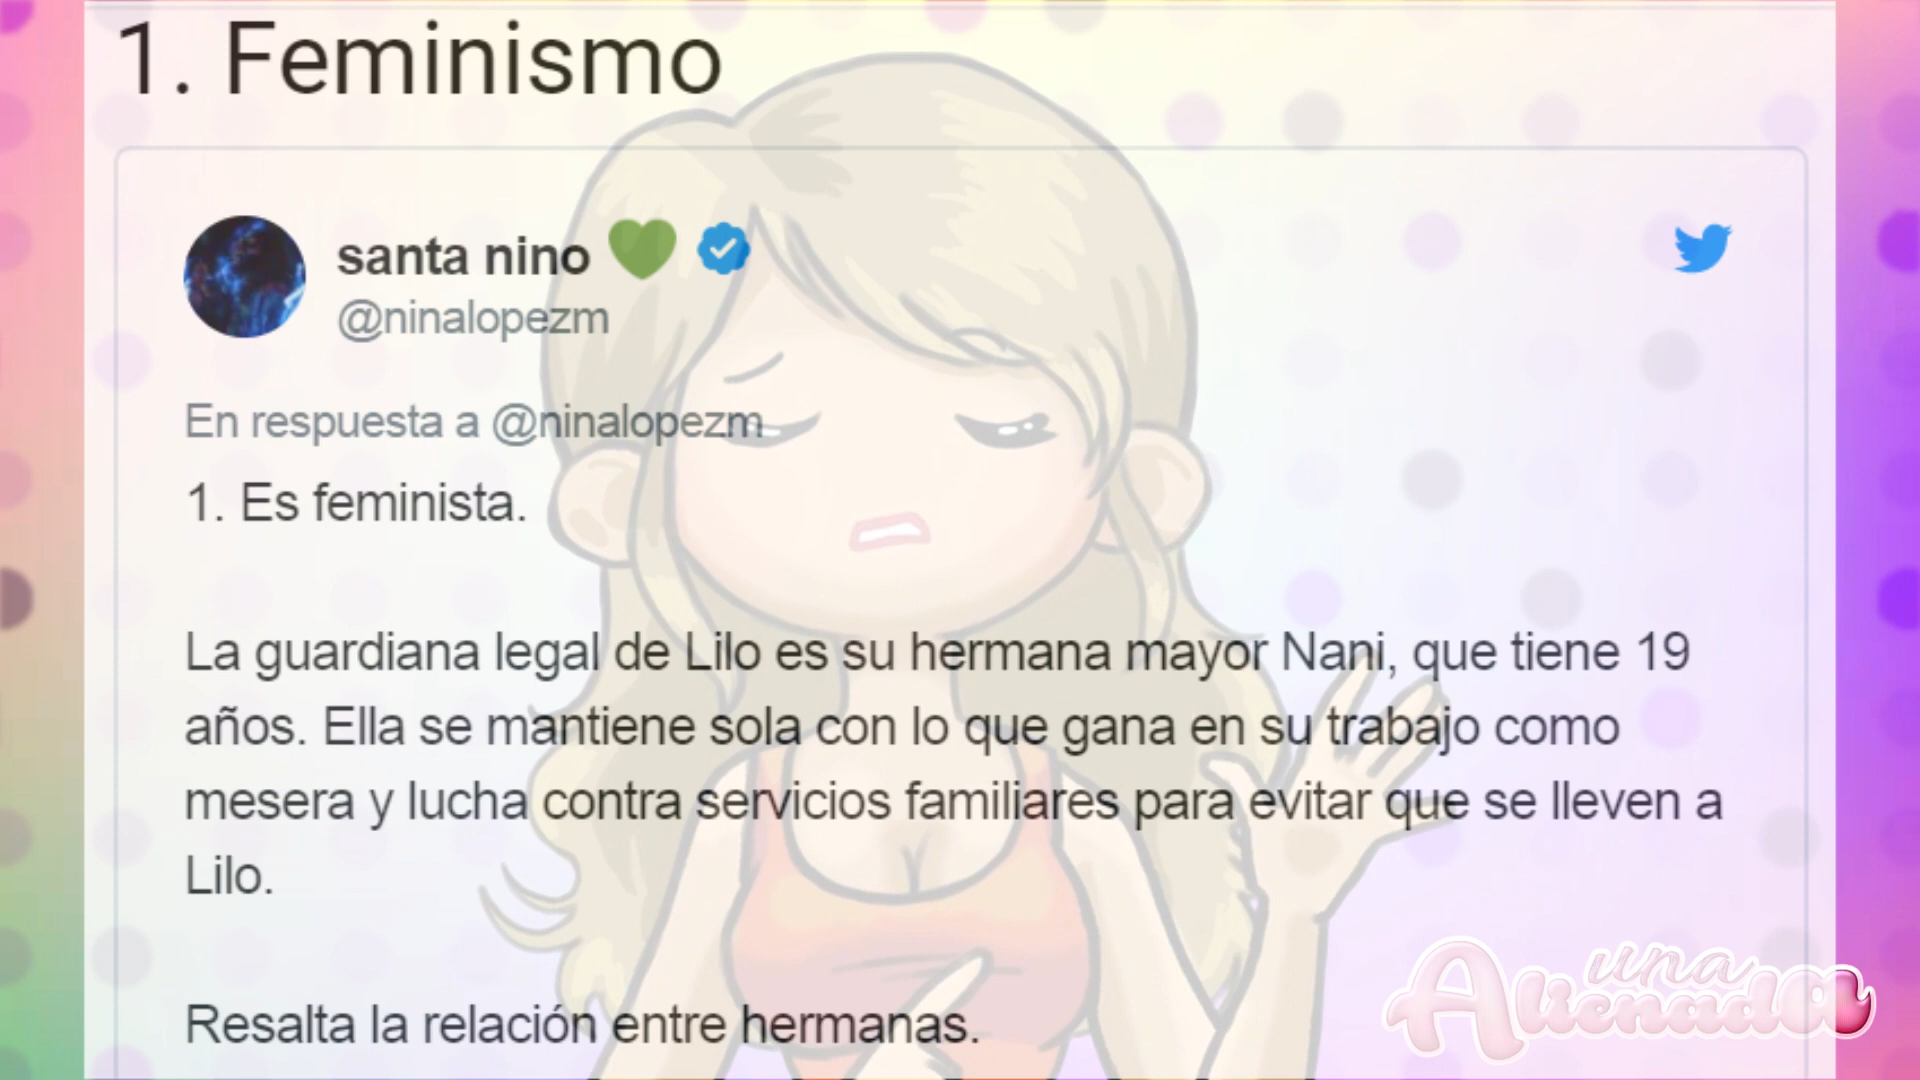 1. Feminismo
santa nino 💚
@ninalopezm
En respuesta a @ninalopezm
1. Es feminista.
La guardiana legal de Lilo es su hermana mayor Nani, que tiene 19
años. Ella se mantiene sola con lo que gana en su trabajo como
mesera y lucha contra servicios familiares para evitar que se lleven a
Lilo.
Resalta la relación entre hermanas.
una
Alienada